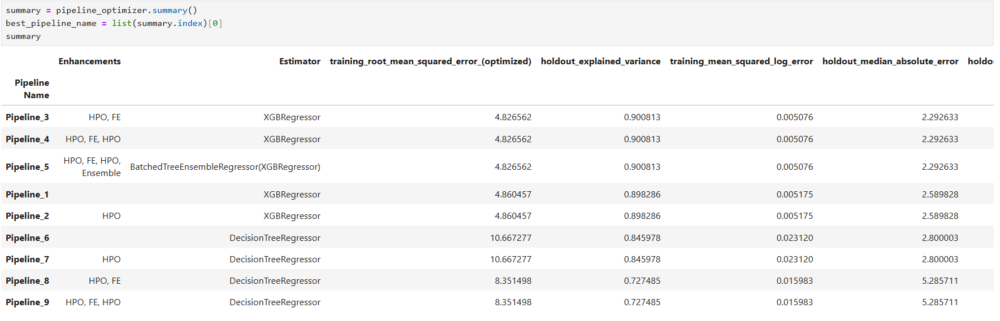 summary = pipeline_optimizer.summary()
best_pipeline_name = list(summary.index)[0]
summary
Enhancements Estimator training_root_mean_squared_error_(optimized) holdout_explained_variance training_mean_squared_log_error holdout_median_absolute_error
Pipeline
Name
Pipeline_3 HPO, FE XGBRegressor 4.826562 0.900813 0.005076 2.292633
Pipeline_4 HPO, FE, HPO XGBRegressor 4.826562 0.900813 0.005076 2.292633
HPO, FE, HPO,
Pipeline_5 Ensemble BatchedTreeEnsembleRegressor(XGBRegressor) 4.826562 0.900813 0.005076 2.292633
Pipeline_1 XGBRegressor 4.860457 0.898286 0.005175 2.589828
Pipeline_2 HPO XGBRegressor 4.860457 0.898286 0.005175 2.589828
Pipeline_6 DecisionTreeRegressor 10.667277 0.845978 0.023120 2.800003
Pipeline_7 HPO DecisionTreeRegressor 10.667277 0.845978 0.023120 2.800003
Pipeline_8 HPO, FE DecisionTreeRegressor 8.351498 0.727485 0.015983 5.285711
Pipeline_9 HPO, FE, HPO DecisionTreeRegressor 8.351498 0.727485 0.015983 5.285711